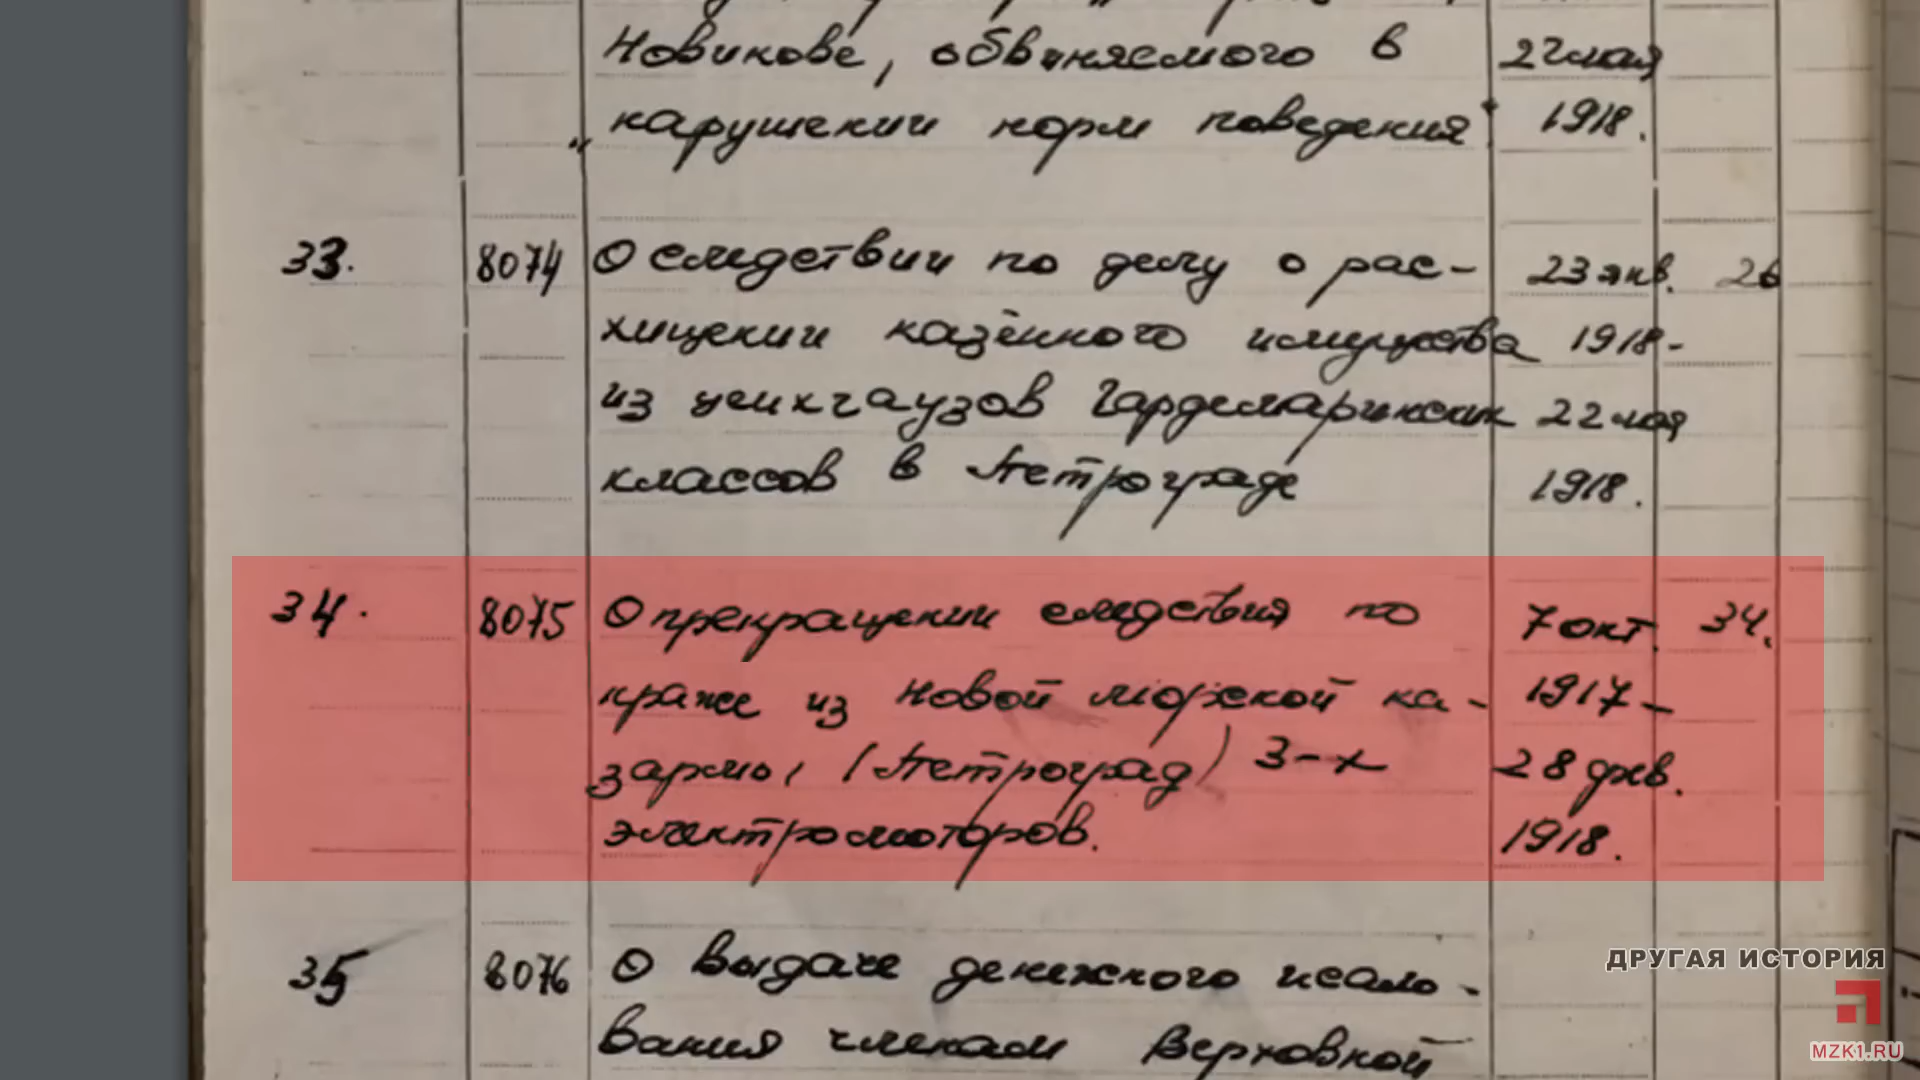 Новикове, обвиняемого в 22 мая
„нарушении норм поведения" 1918.
33. 8074 О следствии по делу о рас- 23 янв. 26
хищении казённого имущества 1918-
из цейхгаузов Гардемаринских 22 мая
классов в Петрограде 1918.
34. 8075 О прекращении следствия по 7 окт. 34.
краже из Новой морской ка- 1917-
зармы (Петроград) 3-х 28 фев.
электромоторов. 1918.
35 8076 О выдаче денежного жало-
вания членам Верховной
ДРУГАЯ ИСТОРИЯ
MZK1.RU